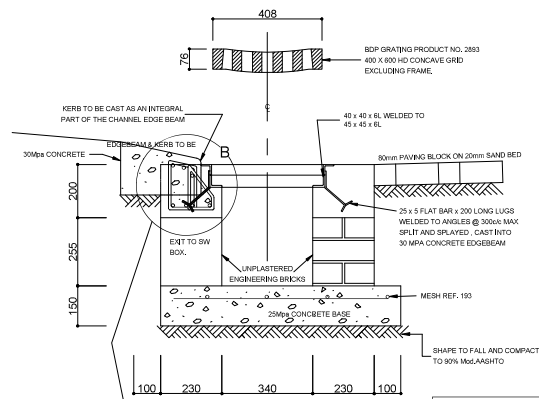 408
76
BDP GRATING PRODUCT NO. 2893
400 X 600 HD CONCAVE GRID
EXCLUDING FRAME.
KERB TO BE CAST AS AN INTEGRAL
PART OF THE CHANNEL EDGE BEAM
40 x 40 x 6L WELDED TO
45 x 45 x 6L
EDGEBEAM & KERB TO BE
B
30Mpa CONCRETE
80mm PAVING BLOCK ON 20mm SAND BED
200
25 x 5 FLAT BAR x 200 LONG LUGS
WELDED TO ANGLES @ 300c/c MAX
SPLIT AND SPLAYED , CAST INTO
30 MPA CONCRETE EDGEBEAM
EXIT TO SW
BOX.
255
UNPLASTERED
ENGINEERING BRICKS
150
MESH REF. 193
25Mpa CONCRETE BASE
SHAPE TO FALL AND COMPACT
TO 90% Mod.AASHTO
100 230 340 230 100